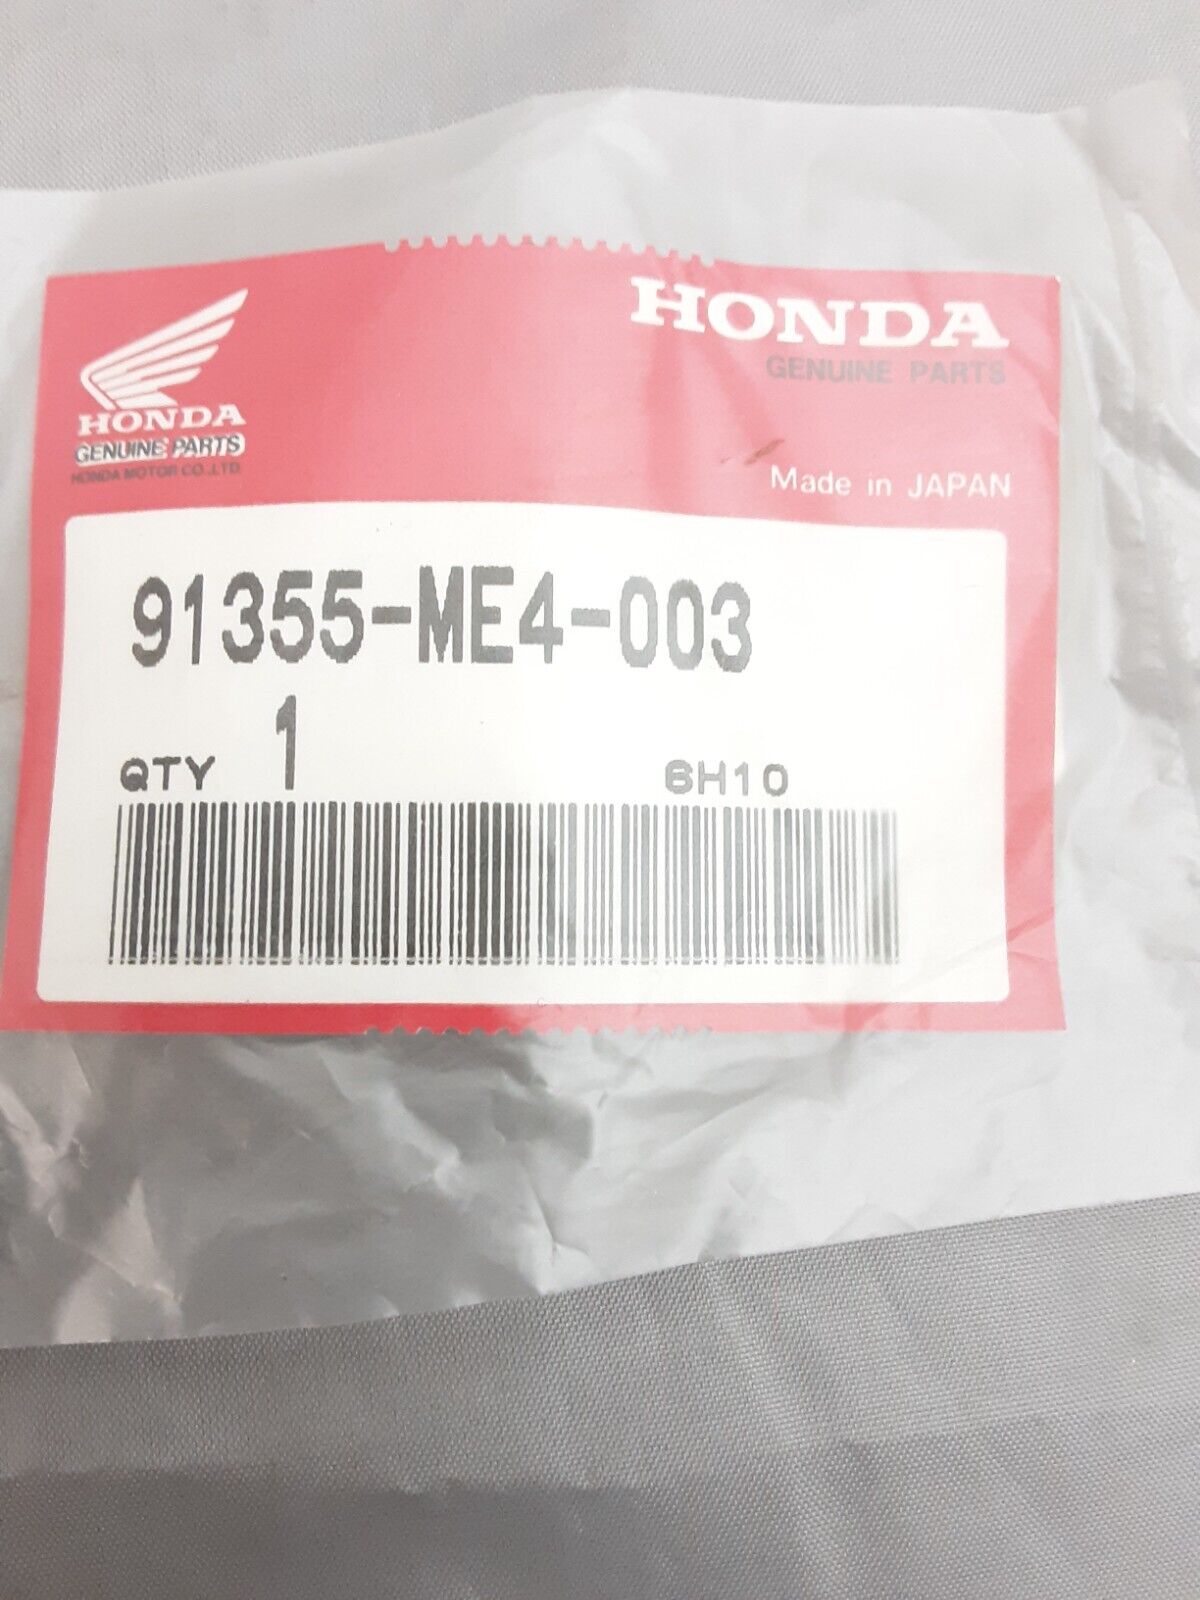 HONDA
GENUINE PARTS
HONDA MOTOR CO.,LTD.
HONDA
GENUINE PARTS
Made in JAPAN
91355-ME4-003
QTY 1 6H10